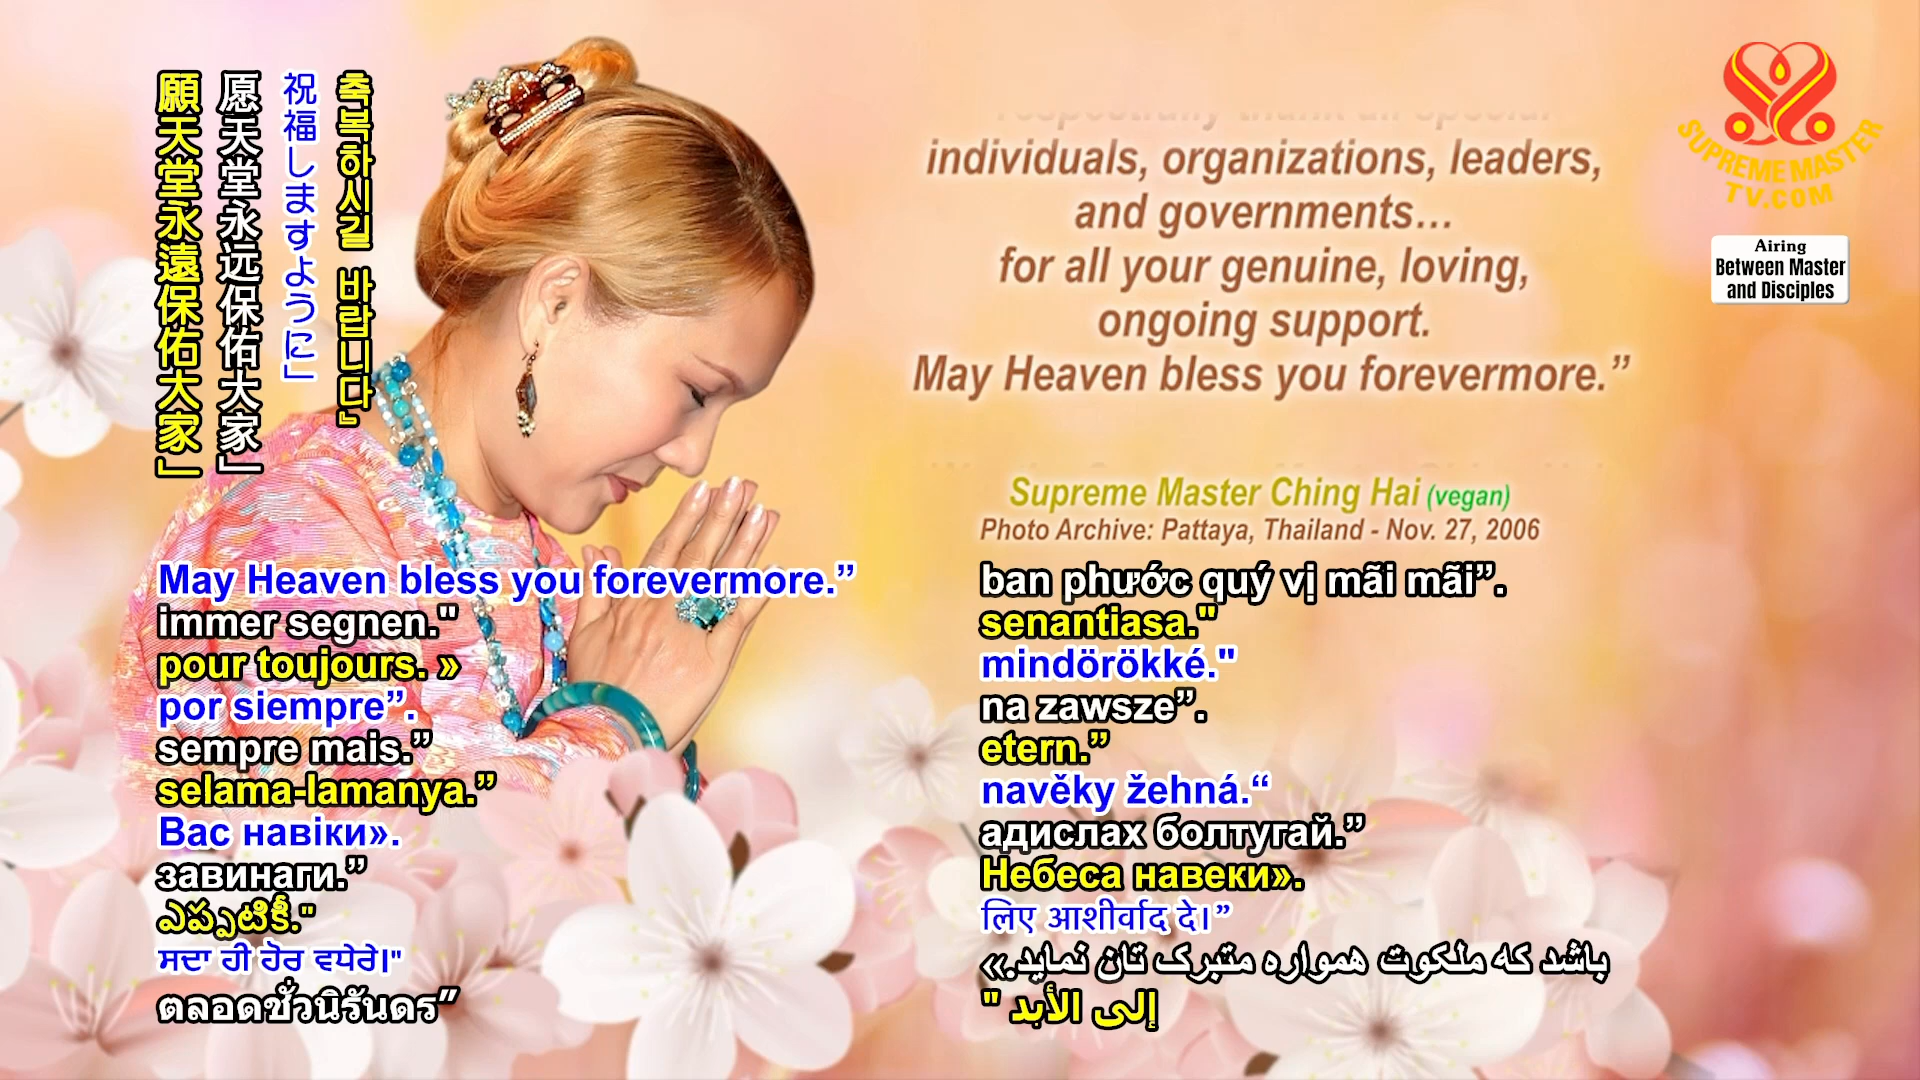 願天堂永遠保佑大家」
愿天堂永远保佑大家」
祝福しますように」
축복하시길 바랍니다』
respectfully thank all special
individuals, organizations, leaders,
and governments…
for all your genuine, loving,
ongoing support.
May Heaven bless you forevermore.”
SUPREME MASTER
TV.COM
Airing
Between Master
and Disciples
Supreme Master Ching Hai (vegan)
Photo Archive: Pattaya, Thailand - Nov. 27, 2006
May Heaven bless you forevermore.”
immer segnen."
pour toujours. »
por siempre”.
sempre mais.”
selama-lamanya.”
Вас навіки».
завинаги.”
ఎప్పటికీ."
ਸਦਾ ਹੀ ਹੋਰ ਵਧੇਰੇ।"
ตลอดชั่วนิรันดร”
ban phước quý vị mãi mãi”.
senantiasa."
mindörökké."
na zawsze”.
etern.”
navěky žehná.“
адислах болтугай.”
Небеса навеки».
लिए आशीर्वाद दे।”
باشد که ملکوت همواره متبرک تان نماید.»
إلى الأبد "